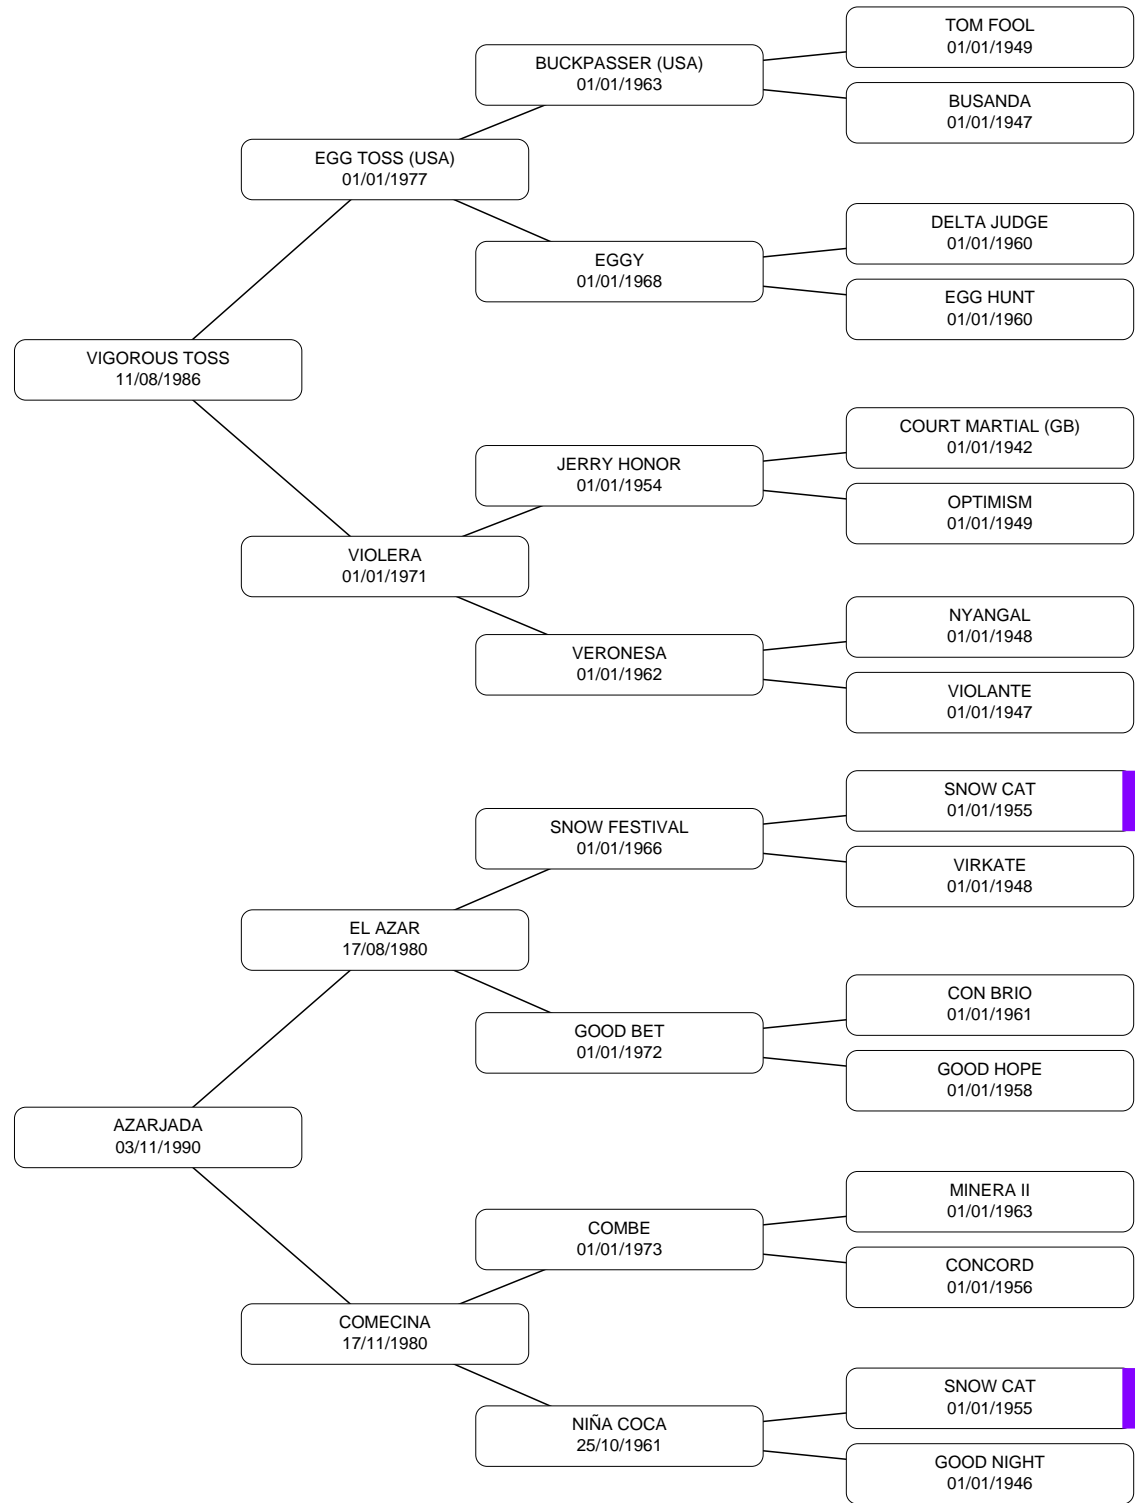 TOM FOOL
01/01/1949
BUCKPASSER (USA)
01/01/1963
BUSANDA
01/01/1947
EGG TOSS (USA)
01/01/1977
DELTA JUDGE
01/01/1960
EGGY
01/01/1968
EGG HUNT
01/01/1960
VIGOROUS TOSS
11/08/1986
COURT MARTIAL (GB)
01/01/1942
JERRY HONOR
01/01/1954
OPTIMISM
01/01/1949
VIOLERA
01/01/1971
NYANGAL
01/01/1948
VERONESA
01/01/1962
VIOLANTE
01/01/1947
SNOW CAT
01/01/1955
SNOW FESTIVAL
01/01/1966
VIRKATE
01/01/1948
EL AZAR
17/08/1980
CON BRIO
01/01/1961
GOOD BET
01/01/1972
GOOD HOPE
01/01/1958
AZARJADA
03/11/1990
MINERA II
01/01/1963
COMBE
01/01/1973
CONCORD
01/01/1956
COMECINA
17/11/1980
SNOW CAT
01/01/1955
NIÑA COCA
25/10/1961
GOOD NIGHT
01/01/1946